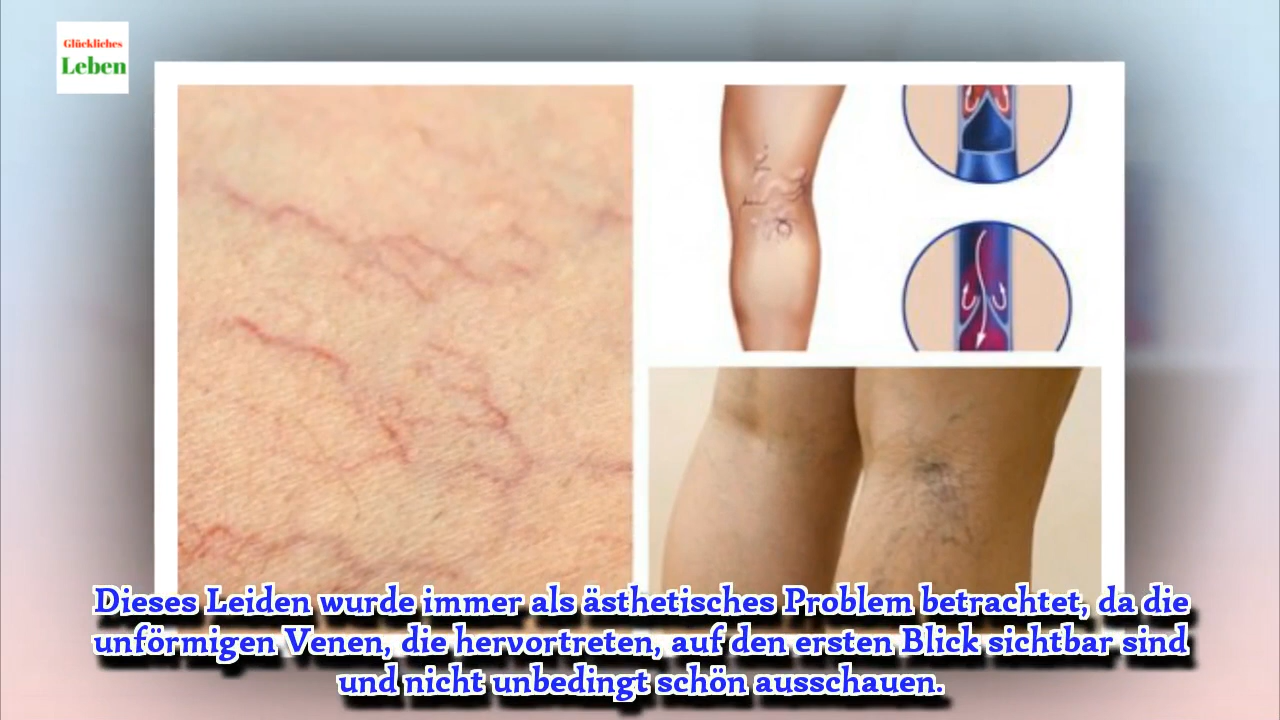 Glückliches
Leben
Dieses Leiden wurde immer als ästhetisches Problem betrachtet, da die
unförmigen Venen, die hervortreten, auf den ersten Blick sichtbar sind
und nicht unbedingt schön ausschauen.